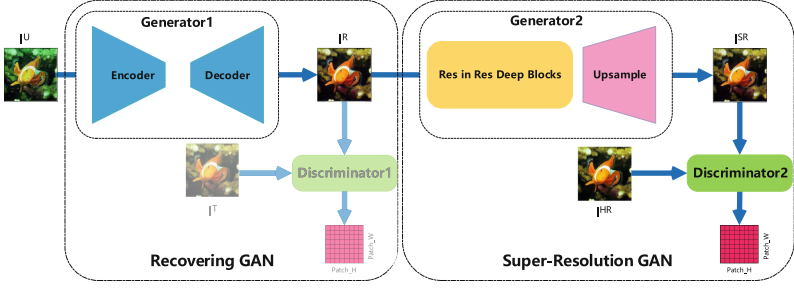 Generator1
Generator2
I^U
I^R
I^SR
Encoder
Decoder
Res in Res Deep Blocks
Upsample
Discriminator1
Discriminator2
I^T
I^HR
Patch_W
Patch_H
Patch_W
Patch_H
Recovering GAN
Super-Resolution GAN